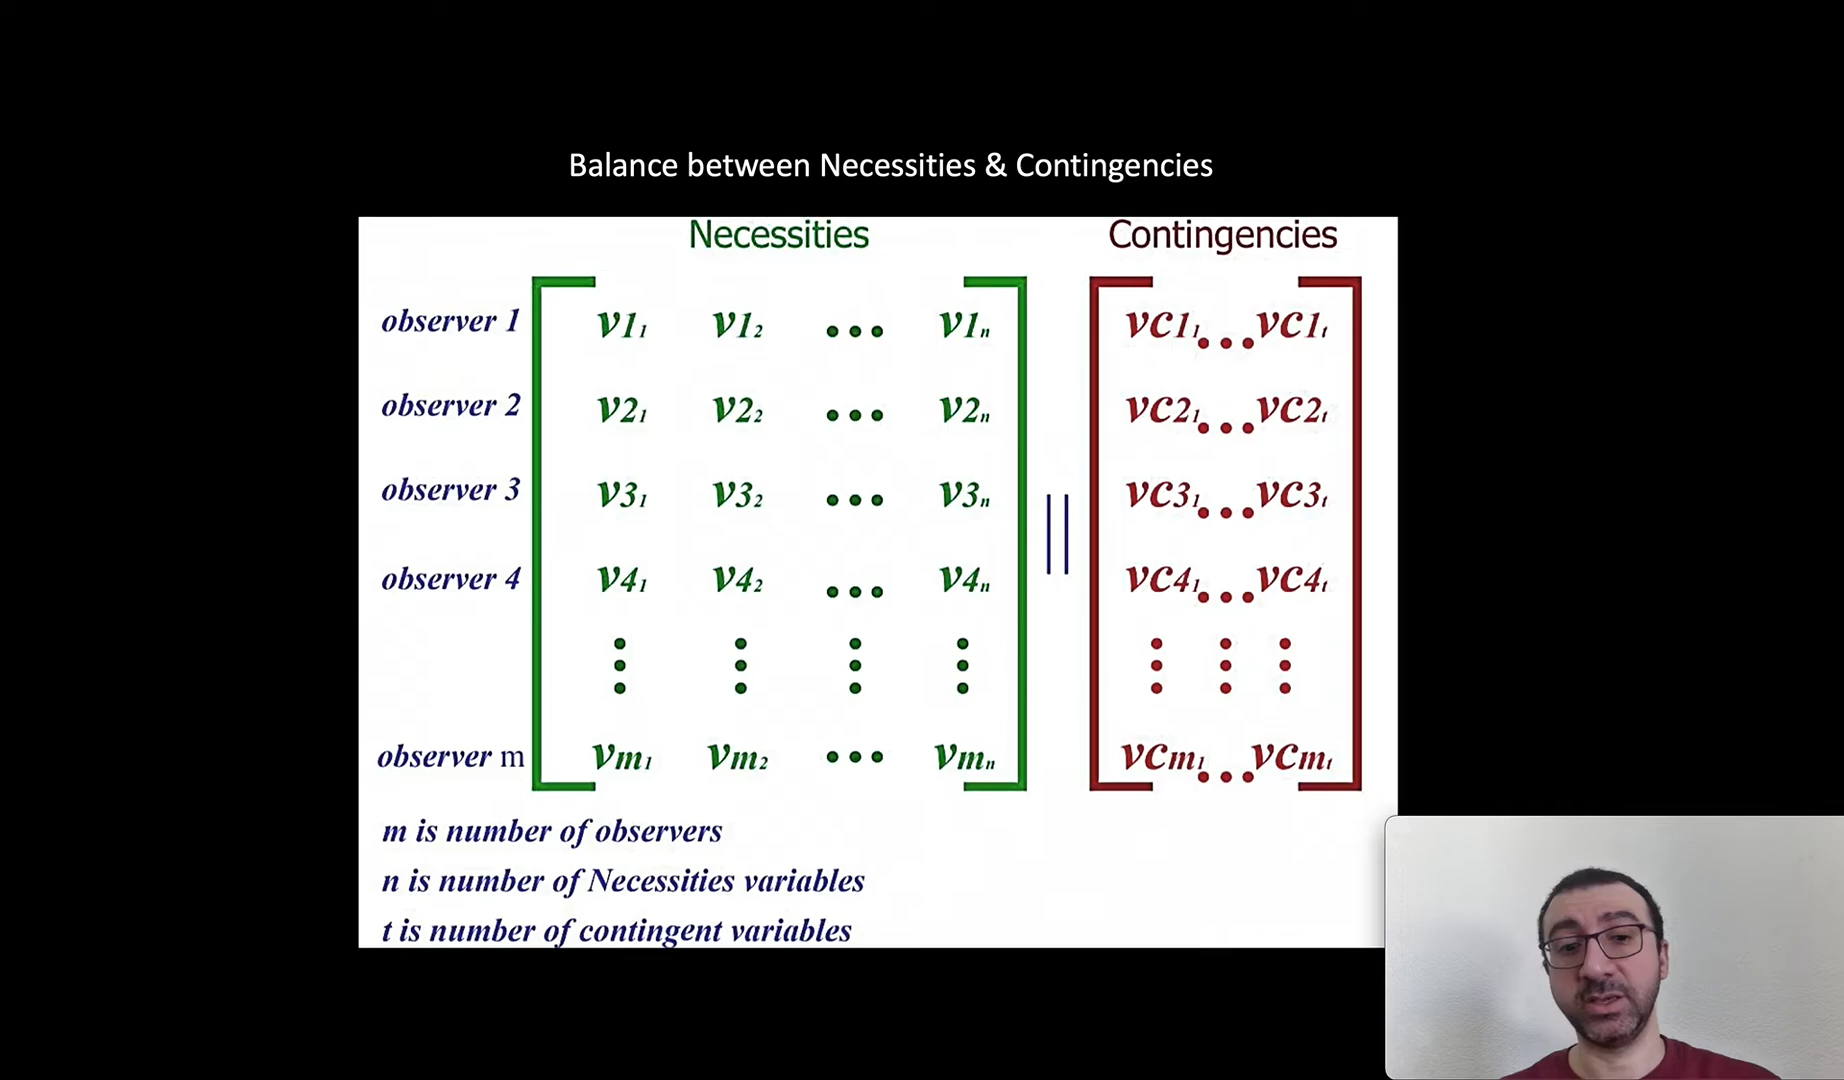 Balance between Necessities & Contingencies
Necessities Contingencies
observer 1 v1₁ v1₂ ••• v1ₙ vc1₁ ••• vc1ₜ
observer 2 v2₁ v2₂ ••• v2ₙ vc2₁ ••• vc2ₜ
observer 3 v3₁ v3₂ ••• v3ₙ || vc3₁ ••• vc3ₜ
observer 4 v4₁ v4₂ ••• v4ₙ vc4₁ ••• vc4ₜ
observer m vm₁ vm₂ ••• vmₙ vcm₁ ••• vcmₜ
m is number of observers
n is number of Necessities variables
t is number of contingent variables